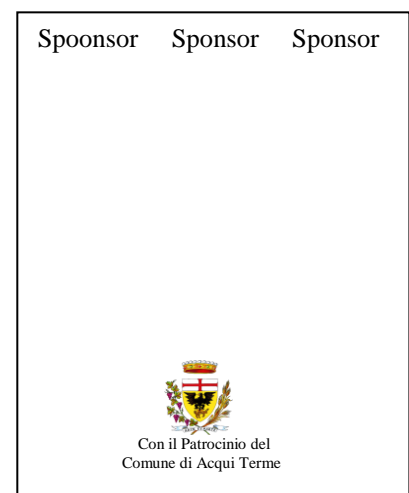 Spoonsor Sponsor Sponsor
Con il Patrocinio del
Comune di Acqui Terme